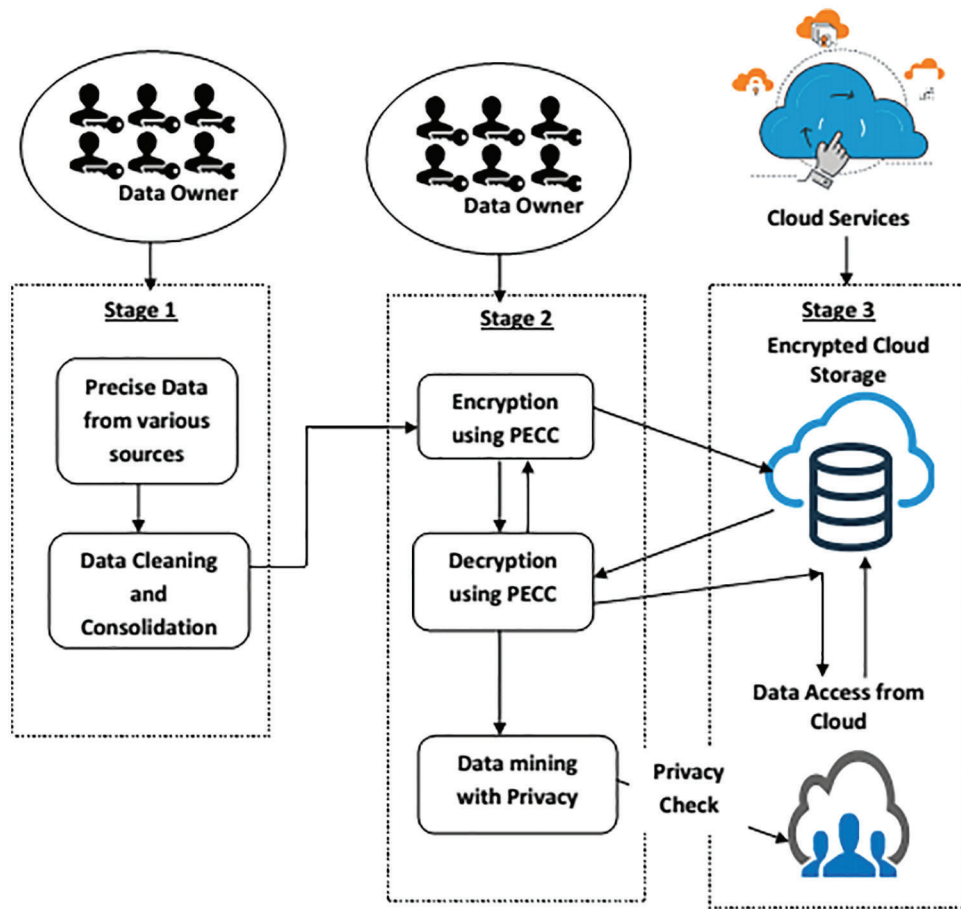 Data Owner
Data Owner
Cloud Services
Stage 1
Precise Data
from various
sources
Data Cleaning
and
Consolidation
Stage 2
Encryption
using PECC
Decryption
using PECC
Data mining
with Privacy
Privacy
Check
Stage 3
Encrypted Cloud
Storage
Data Access from
Cloud